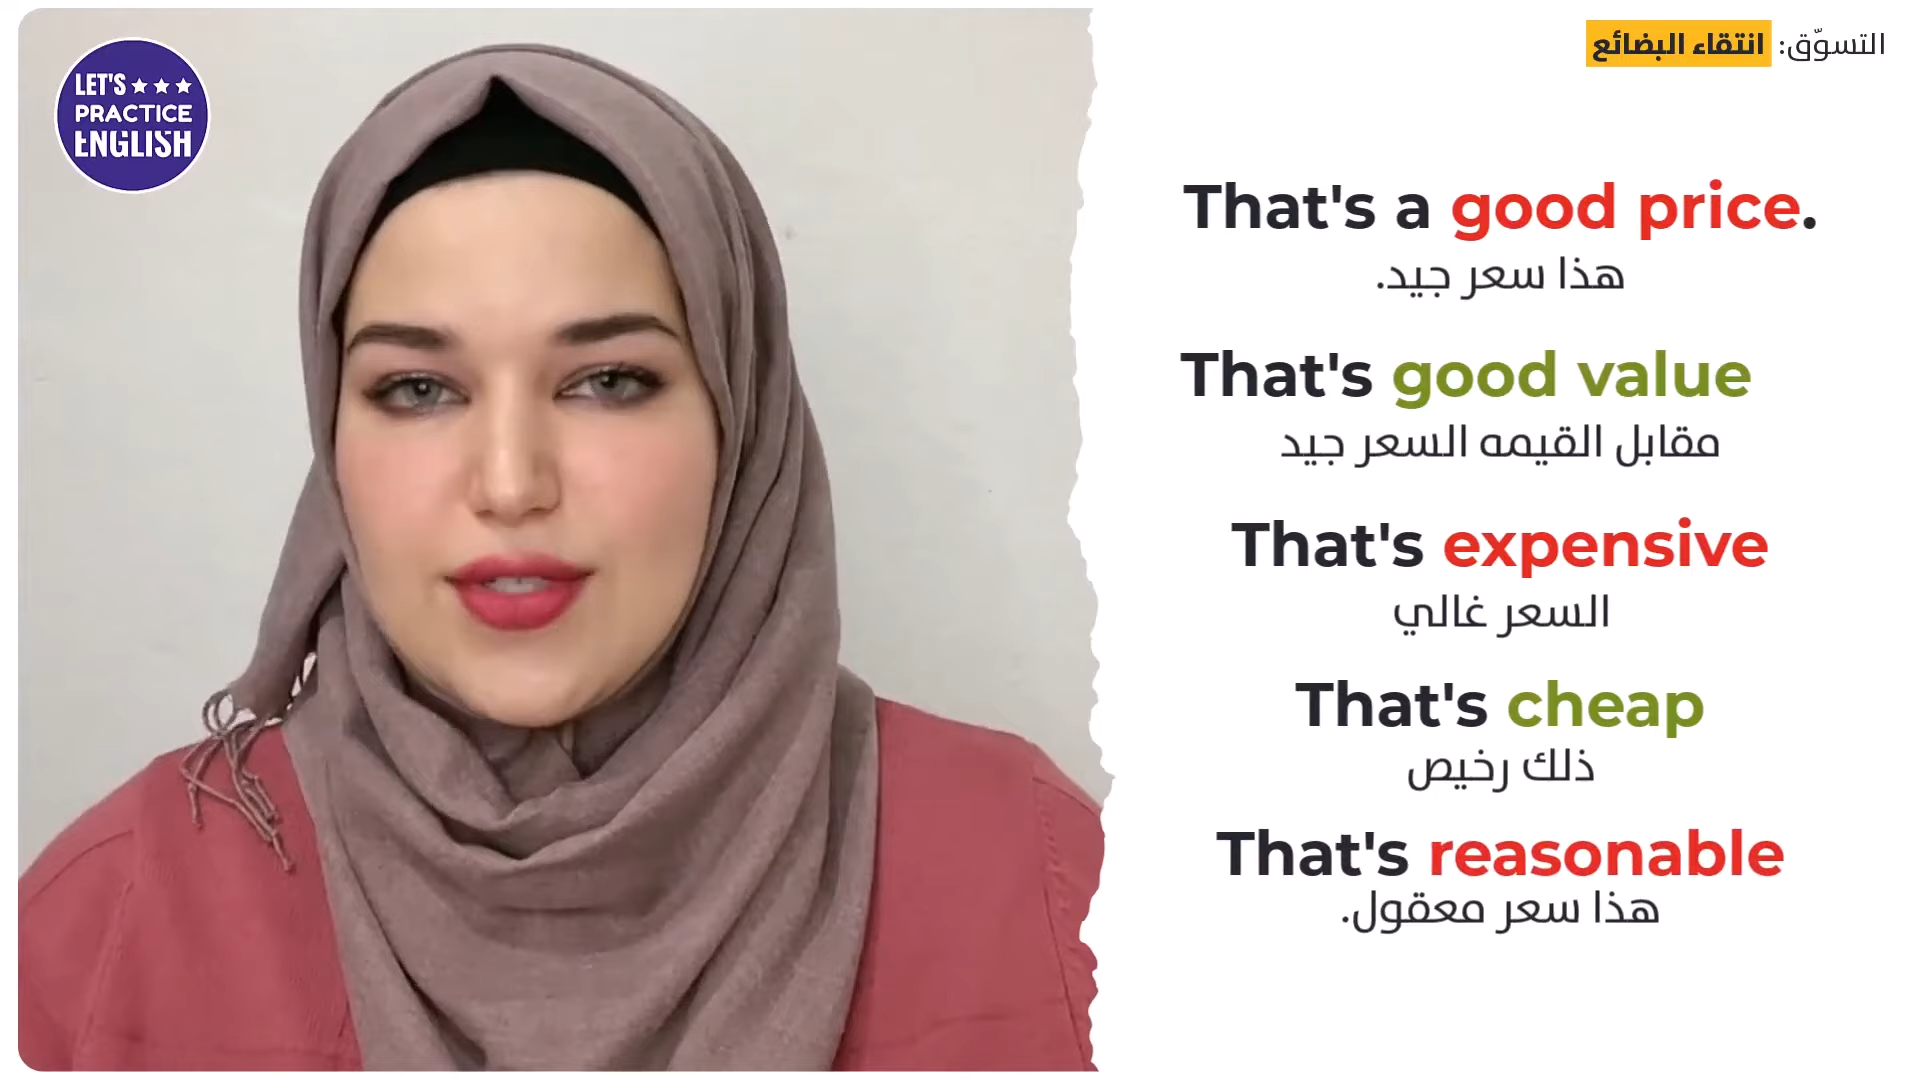 LET'S
PRACTICE
ENGLISH
التسوّق: انتقاء البضائع
That's a good price.
هذا سعر جيد.
That's good value
مقابل القيمه السعر جيد
That's expensive
السعر غالي
That's cheap
ذلك رخيص
That's reasonable
هذا سعر معقول.